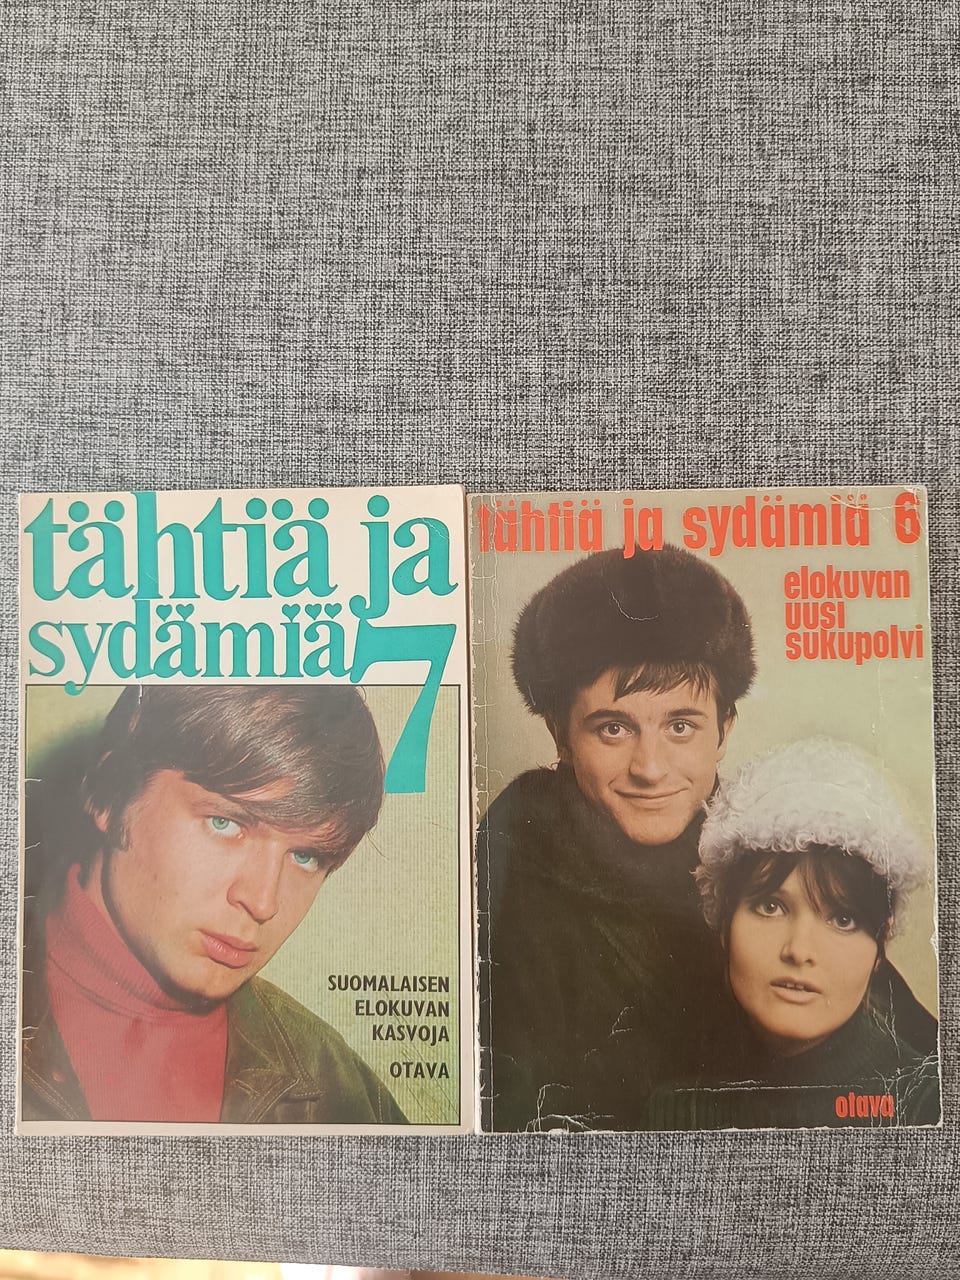 tähtiä ja
sydämiä 7
SUOMALAISEN
ELOKUVAN
KASVOJA
OTAVA
tähtiä ja sydämiä 6
elokuvan
uusi
sukupolvi
otava